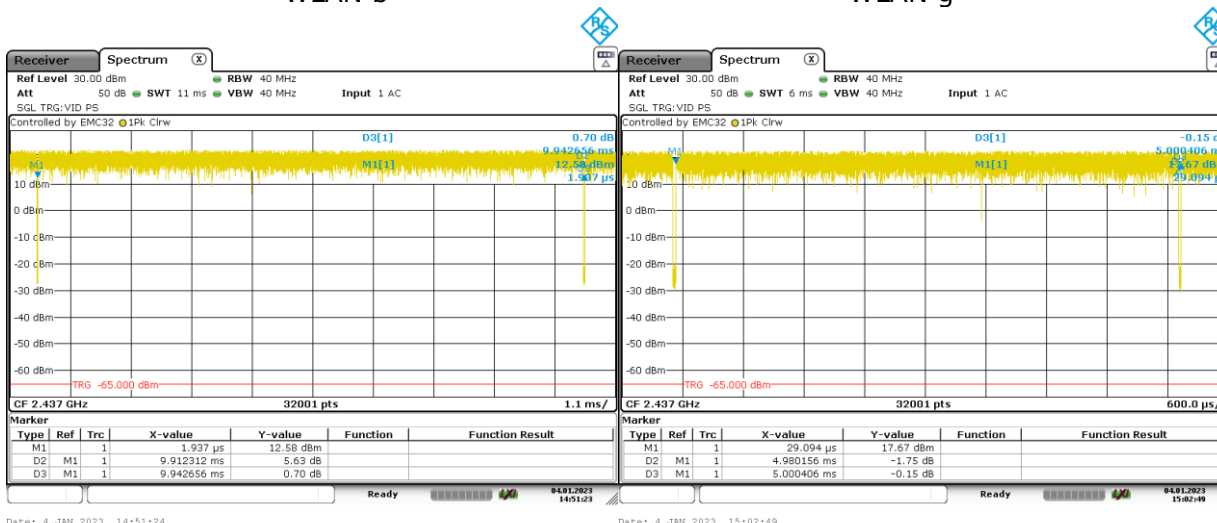 Receiver Spectrum X
Ref Level 30.00 dBm RBW 40 MHz
Att 50 dB SWT 11 ms VBW 40 MHz Input 1 AC
SGL TRG:VID PS
Controlled by EMC32 1Pk Clrw
D3[1] 0.70 dB
9.942656 ms
M1 M1[1] 12.58 dBm
1.937 µs
10 dBm
0 dBm
-10 dBm
-20 dBm
-30 dBm
-40 dBm
-50 dBm
-60 dBm
TRG -65.000 dBm
CF 2.437 GHz 32001 pts 1.1 ms/
Marker
Type Ref Trc X-value Y-value Function Function Result
M1 1 1.937 µs 12.58 dBm
D2 M1 1 9.912312 ms 5.63 dB
D3 M1 1 9.942656 ms 0.70 dB
Ready LXI 04.01.2023
14:51:23
Date: 4 JAN 2023 14:51:24
R&S
Receiver Spectrum X
Ref Level 30.00 dBm RBW 40 MHz
Att 50 dB SWT 6 ms VBW 40 MHz Input 1 AC
SGL TRG:VID PS
Controlled by EMC32 1Pk Clrw
D3[1] -0.15 d
5.000406 m
M1 M1[1] 17.67 dB
29.094
10 dBm
0 dBm
-10 dBm
-20 dBm
-30 dBm
-40 dBm
-50 dBm
-60 dBm
TRG -65.000 dBm
CF 2.437 GHz 32001 pts 600.0 µs/
Marker
Type Ref Trc X-value Y-value Function Function Result
M1 1 29.094 µs 17.67 dBm
D2 M1 1 4.980156 ms -1.75 dB
D3 M1 1 5.000406 ms -0.15 dB
Ready LXI 04.01.2023
15:02:49
Date: 4 JAN 2023 15:02:49